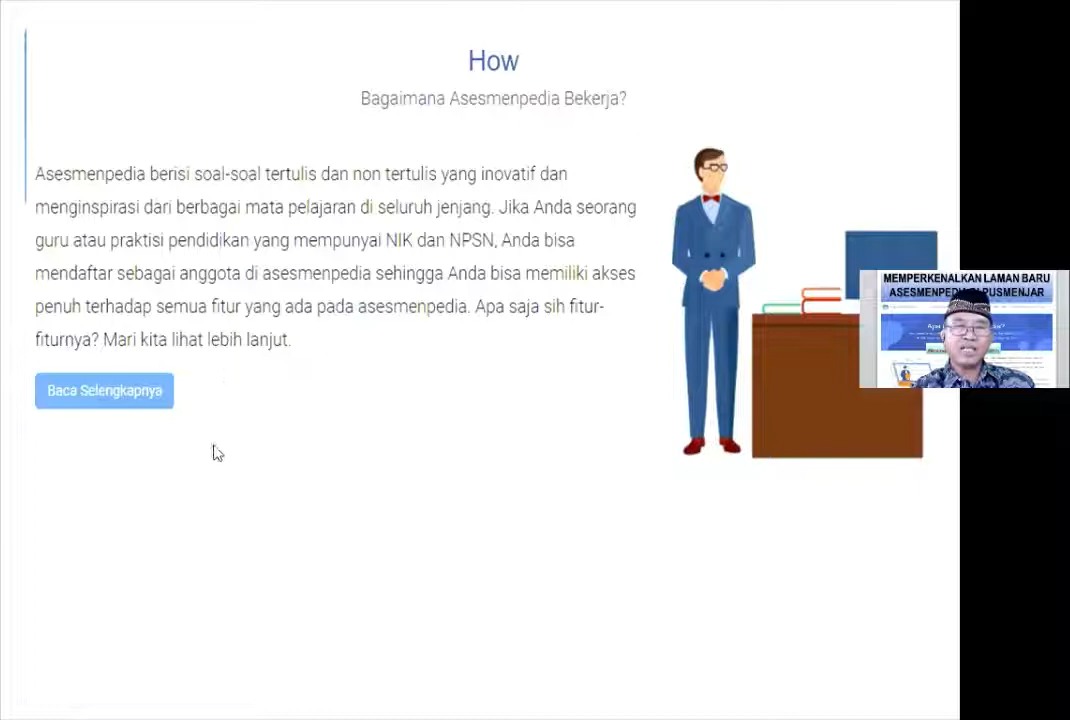 How
Bagaimana Asesmenpedia Bekerja?
Asesmenpedia berisi soal-soal tertulis dan non tertulis yang inovatif dan
menginspirasi dari berbagai mata pelajaran di seluruh jenjang. Jika Anda seorang
guru atau praktisi pendidikan yang mempunyai NIK dan NPSN, Anda bisa
mendaftar sebagai anggota di asesmenpedia sehingga Anda bisa memiliki akses
penuh terhadap semua fitur yang ada pada asesmenpedia. Apa saja sih fitur-
fiturnya? Mari kita lihat lebih lanjut.
Baca Selengkapnya
MEMPERKENALKAN LAMAN BARU
PUSMENJAR